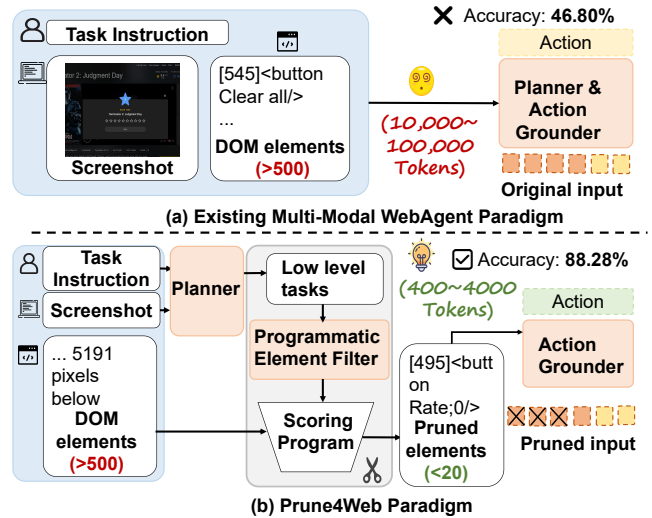 Task Instruction
Accuracy: 46.80%
Action
[545]<button
Clear all/>
...
DOM elements
(>500)
Screenshot
(10,000~
100,000
Tokens)
Planner &
Action
Grounder
Original input
(a) Existing Multi-Modal WebAgent Paradigm
Task
Instruction
Screenshot
Planner
Low level
tasks
Programmatic
Element Filter
Scoring
Program
... 5191
pixels
below
DOM
elements
(>500)
Accuracy: 88.28%
(400~4000
Tokens)
Action
Action
Grounder
[495]<butt
on
Rate;0/>
Pruned
elements
(<20)
Pruned input
(b) Prune4Web Paradigm